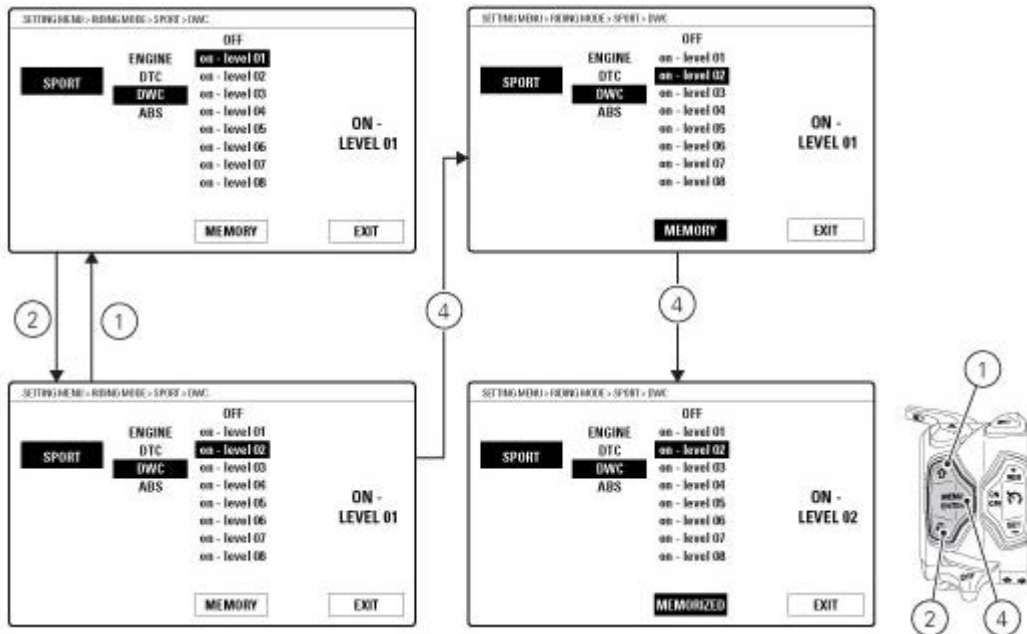 SETTING MENU > RIDING MODE > SPORT > DWC
OFF
ENGINE on - level 01
SPORT DTC on - level 02
DWC on - level 03
ABS on - level 04
on - level 05
on - level 06
on - level 07
on - level 08
ON -
LEVEL 01
MEMORY EXIT
SETTING MENU > RIDING MODE > SPORT > DWC
OFF
ENGINE on - level 01
SPORT DTC on - level 02
DWC on - level 03
ABS on - level 04
on - level 05
on - level 06
on - level 07
on - level 08
ON -
LEVEL 01
MEMORY EXIT
2
1
4
4
SETTING MENU > RIDING MODE > SPORT > DWC
OFF
ENGINE on - level 01
SPORT DTC on - level 02
DWC on - level 03
ABS on - level 04
on - level 05
on - level 06
on - level 07
on - level 08
ON -
LEVEL 01
MEMORY EXIT
SETTING MENU > RIDING MODE > SPORT > DWC
OFF
ENGINE on - level 01
SPORT DTC on - level 02
DWC on - level 03
ABS on - level 04
on - level 05
on - level 06
on - level 07
on - level 08
ON -
LEVEL 02
MEMORIZED EXIT
1
MENU
ENTER
RES
SET
OFF
2
4